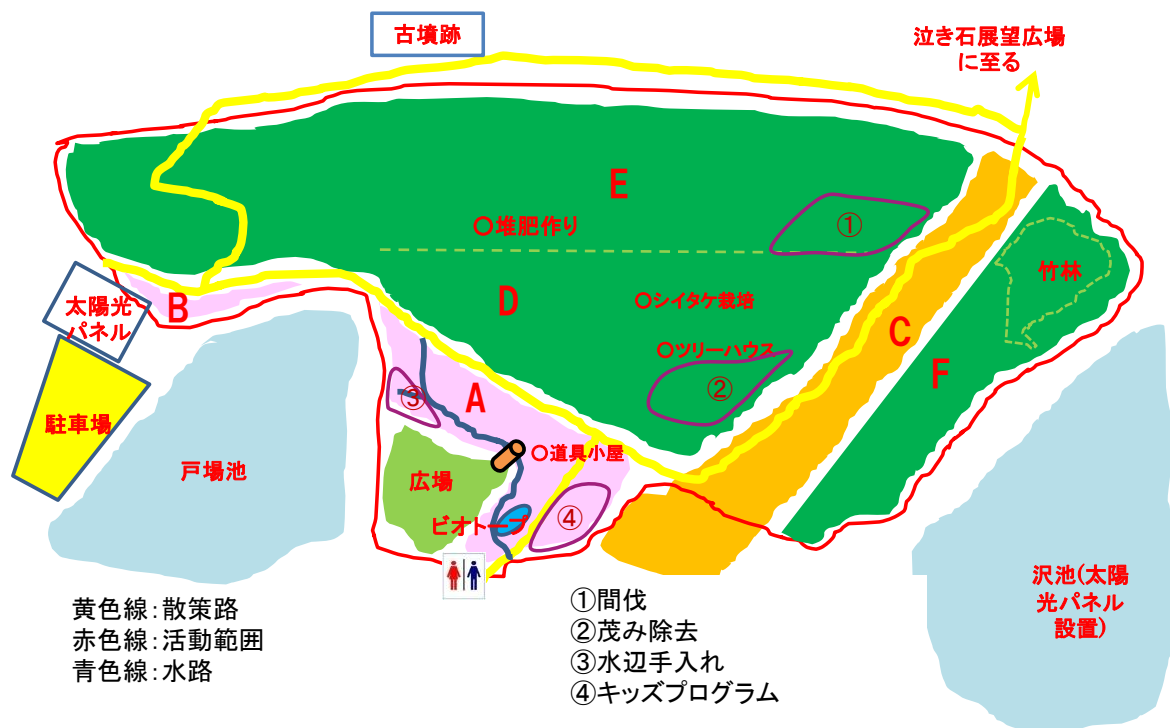 古墳跡
泣き石展望広場
に至る
E
①
○堆肥作り
竹林
B
太陽光
パネル
D
○シイタケ栽培
C
○ツリーハウス
F
②
③
A
駐車場
戸場池
広場
○道具小屋
④
ビオトープ
沢池(太陽
光パネル
設置)
黄色線:散策路
赤色線:活動範囲
青色線:水路
①間伐
②茂み除去
③水辺手入れ
④キッズプログラム